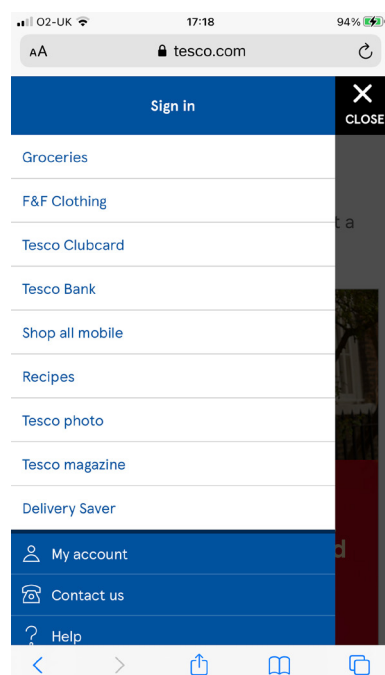 O2-UK 17:18 94%
AA tesco.com
Sign in
CLOSE
Groceries
F&F Clothing
t a
Tesco Clubcard
Tesco Bank
Shop all mobile
Recipes
Tesco photo
Tesco magazine
Delivery Saver
d
My account
Contact us
? Help